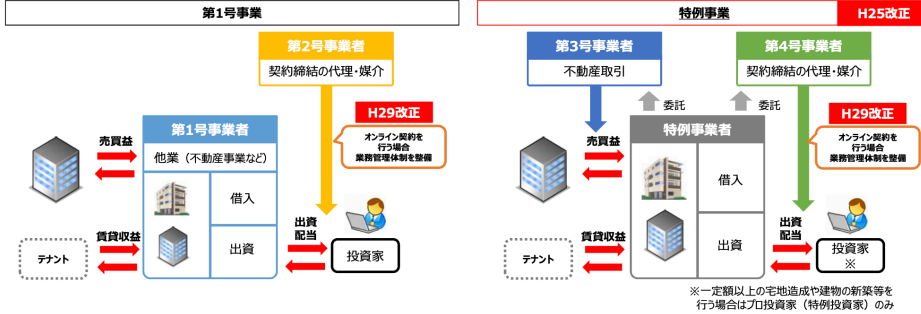 第1号事業
第2号事業者
契約締結の代理・媒介
H29改正
オンライン契約を
行う場合
業務管理体制を整備
第1号事業者
他業（不動産事業など）
売買益
借入
出資
賃貸収益
テナント
出資
配当
投資家
特例事業
H25改正
第3号事業者
不動産取引
第4号事業者
契約締結の代理・媒介
委託
委託
H29改正
オンライン契約を
行う場合
業務管理体制を整備
特例事業者
売買益
借入
出資
賃貸収益
テナント
出資
配当
投資家
※
※一定額以上の宅地造成や建物の新築等を
行う場合はプロ投資家（特例投資家）のみ